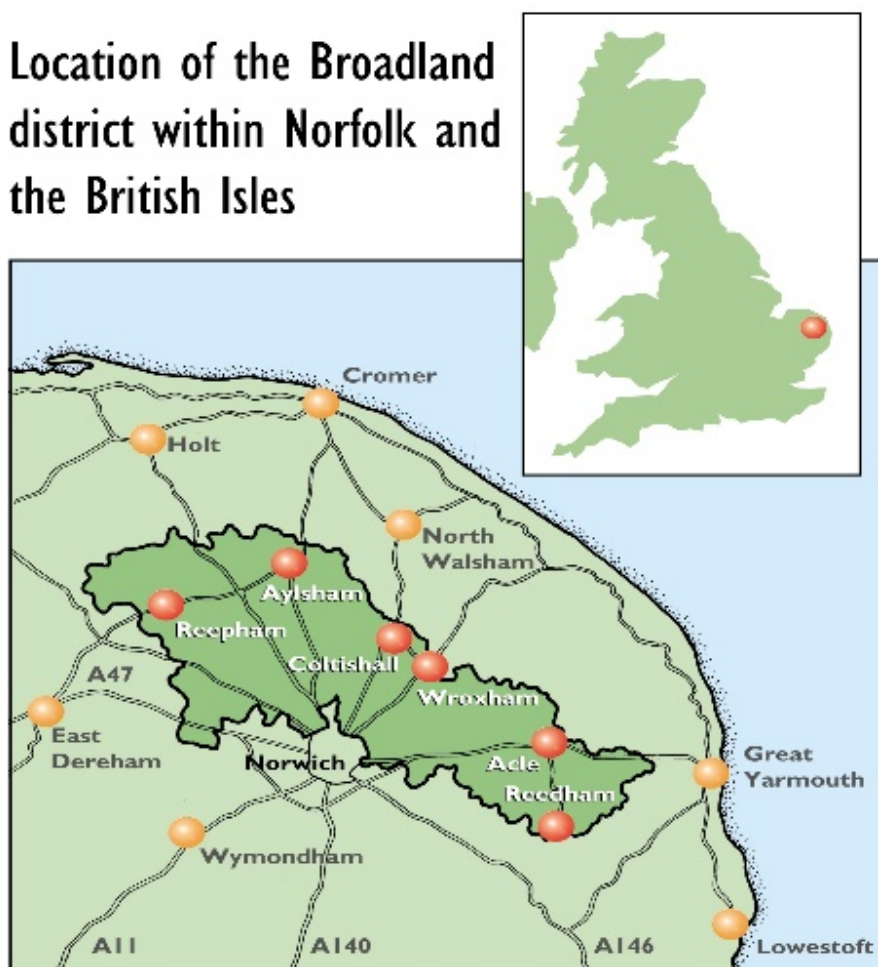 Location of the Broadland
district within Norfolk and
the British Isles
Cromer
Holt
North
Walsham
Aylsham
Reepham
Coltishall
A47
Wroxham
East
Dereham
Norwich
Acle
Great
Yarmouth
Reedham
Wymondham
A11
A140
A146
Lowestoft